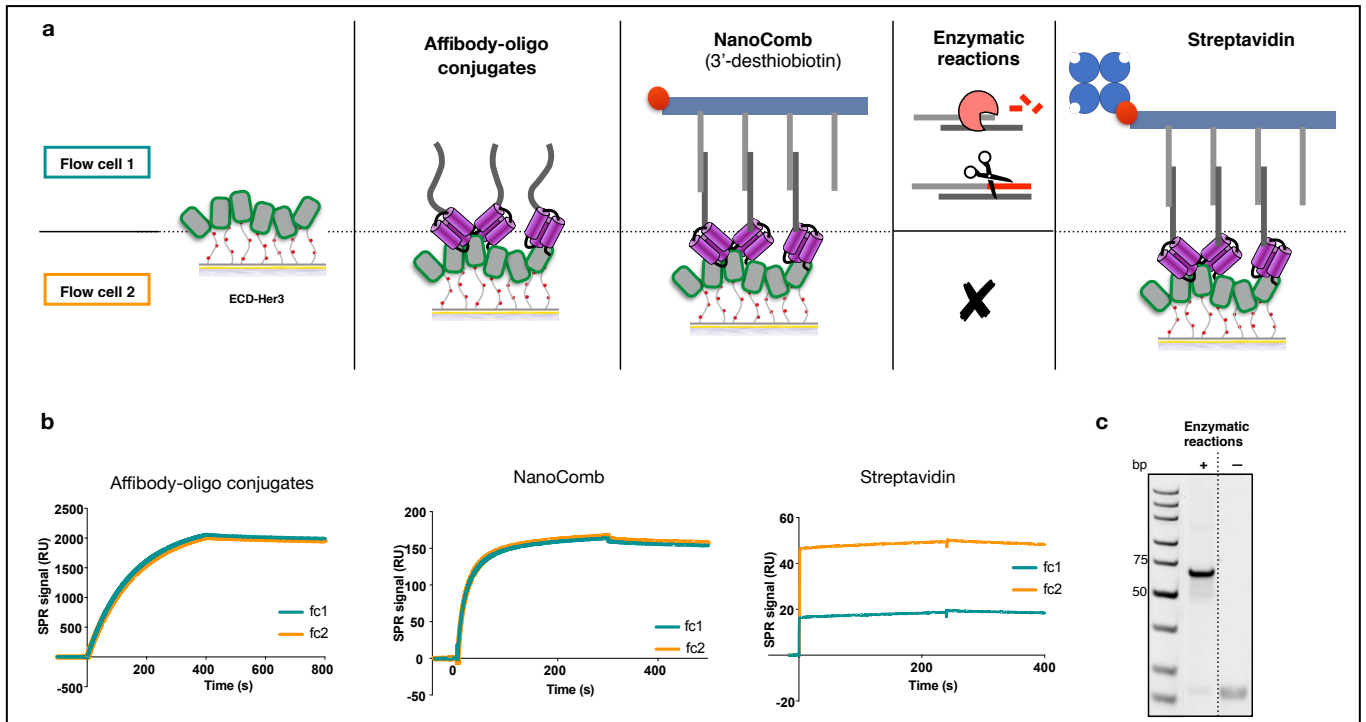 a
Affibody-oligo
conjugates
NanoComb
(3'-desthiobiotin)
Enzymatic
reactions
Streptavidin
Flow cell 1
Flow cell 2
ECD-Her3
b
Affibody-oligo conjugates
SPR signal (RU)
2500
2000
1500
1000
500
-500
200
400
600
800
Time (s)
fc1
fc2
NanoComb
SPR signal (RU)
200
150
100
50
0
-50
0
200
400
Time (s)
fc1
fc2
Streptavidin
SPR signal (RU)
60
40
20
-20
200
400
Time (s)
fc1
fc2
c
Enzymatic
reactions
bp
+
–
75
50